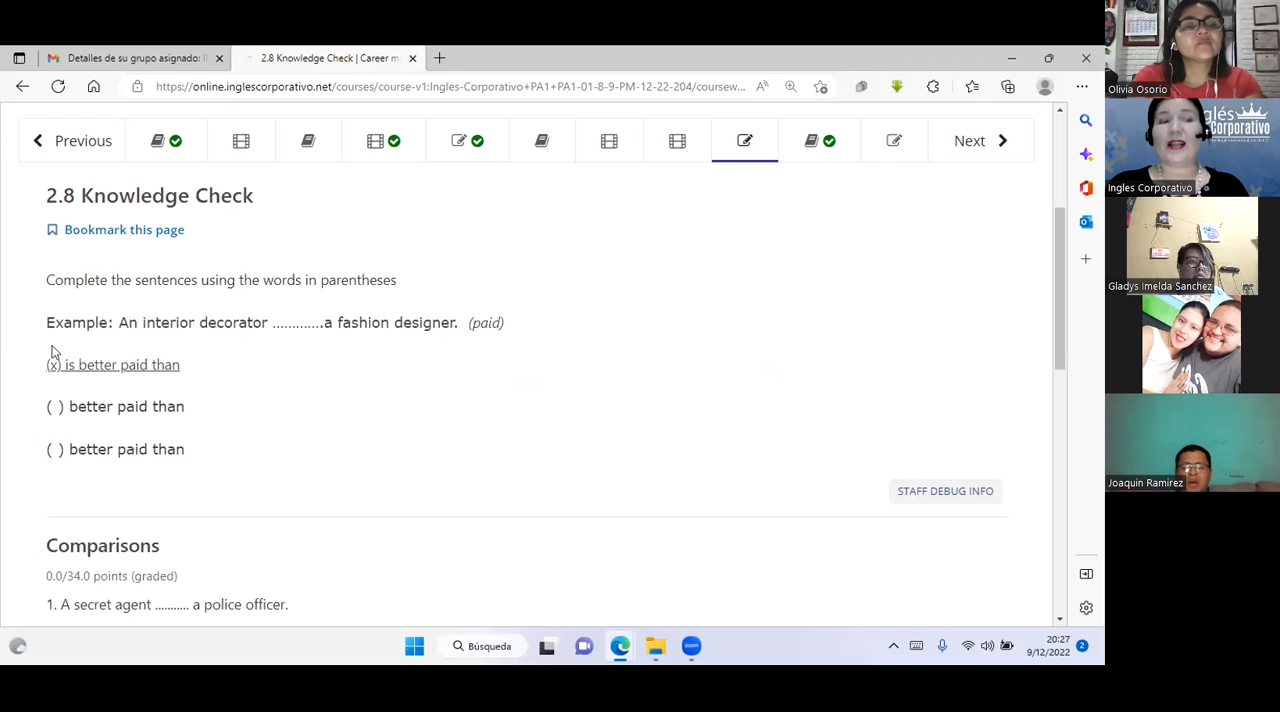 Detalles de su grupo asignado: I
2.8 Knowledge Check | Career m
https://online.inglescorporativo.net/courses/course-v1:Ingles-Corporativo+PA1+PA1-01-8-9-PM-12-22-204/coursew...
Previous
Next
2.8 Knowledge Check
Bookmark this page
Complete the sentences using the words in parentheses
Example: An interior decorator .............a fashion designer. (paid)
(x) is better paid than
( ) better paid than
( ) better paid than
STAFF DEBUG INFO
Comparisons
0.0/34.0 points (graded)
1. A secret agent ........... a police officer.
Búsqueda
zoom
20:27
9/12/2022
2
Olivia Osorio
glés
Corporativo
Ingles Corporativo
Gladys Imelda Sanchez
Joaquin Ramirez